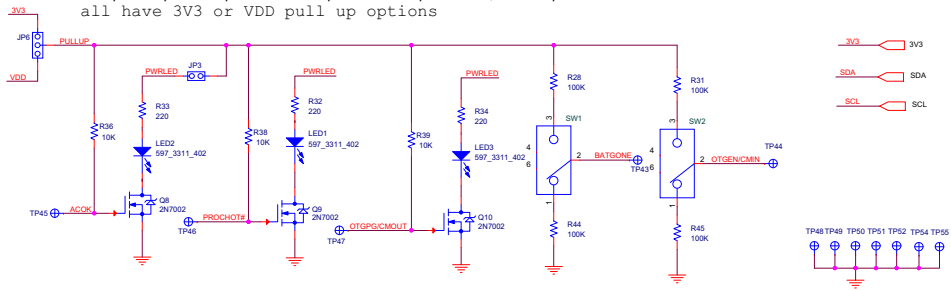 all have 3V3 or VDD pull up options
3V3
JP6
PULLUP
VDD
PWRLED
JP3
R33
220
R36
10K
LED2
597_3311_402
Q8
2N7002
TP45
ACOK
PWRLED
R32
220
R38
10K
LED1
597_3311_402
Q9
2N7002
PROCHOT#
TP46
PWRLED
R34
220
R39
10K
LED3
597_3311_402
Q10
2N7002
OTGPG/CMOUT
TP47
R28
100K
3
SW1
4
6
2
BATGONE
TP43
1
R44
100K
R31
100K
3
SW2
4
6
2
OTGEN/CMIN
TP44
1
R45
100K
3V3
3V3
SDA
SDA
SCL
SCL
TP48
TP49
TP50
TP51
TP52
TP54
TP55